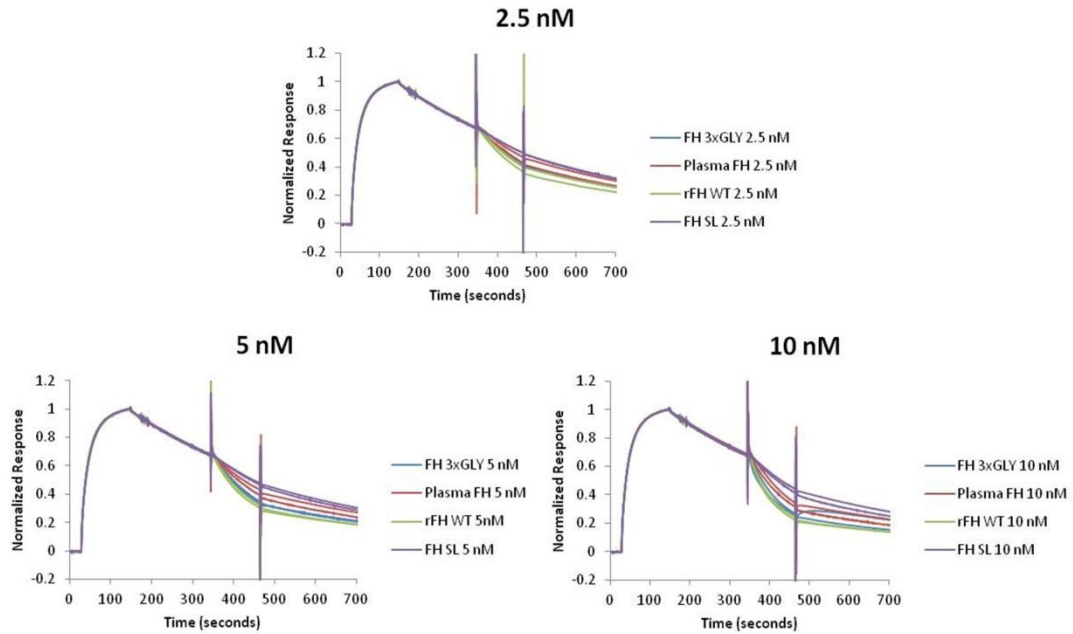 2.5 nM
Normalized Response
1.2
1
0.8
0.6
0.4
0.2
0
-0.2
0 100 200 300 400 500 600 700
Time (seconds)
FH 3xGLY 2.5 nM
Plasma FH 2.5 nM
rFH WT 2.5 nM
FH SL 2.5 nM
5 nM
Normalized Response
1.2
1
0.8
0.6
0.4
0.2
0
-0.2
0 100 200 300 400 500 600 700
Time (seconds)
FH 3xGLY 5 nM
Plasma FH 5 nM
rFH WT 5nM
FH SL 5 nM
10 nM
Normalized Response
1.2
1
0.8
0.6
0.4
0.2
0
-0.2
0 100 200 300 400 500 600 700
Time (seconds)
FH 3xGLY 10 nM
Plasma FH 10 nM
rFH WT 10 nM
FH SL 10 nM